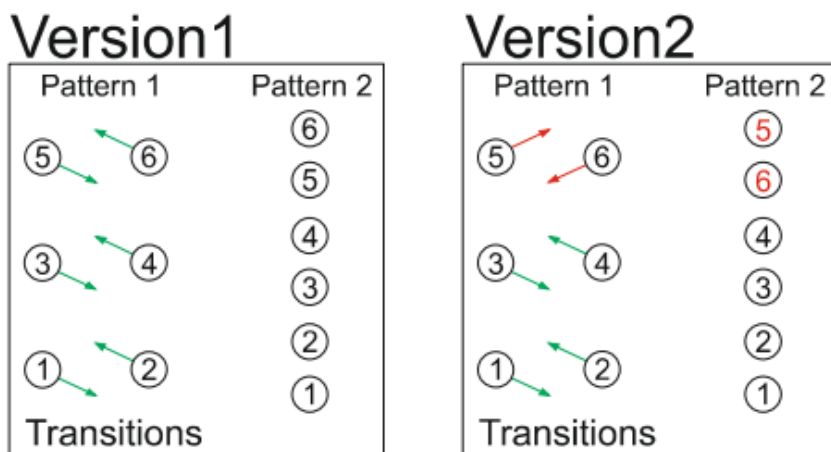 Version1 Version2
Pattern 1 Pattern 2 Pattern 1 Pattern 2
6 5
5 6 5 6
5 6
4 4
3 4 3 4
3 3
2 2
1 2 1 2
1 1
Transitions Transitions